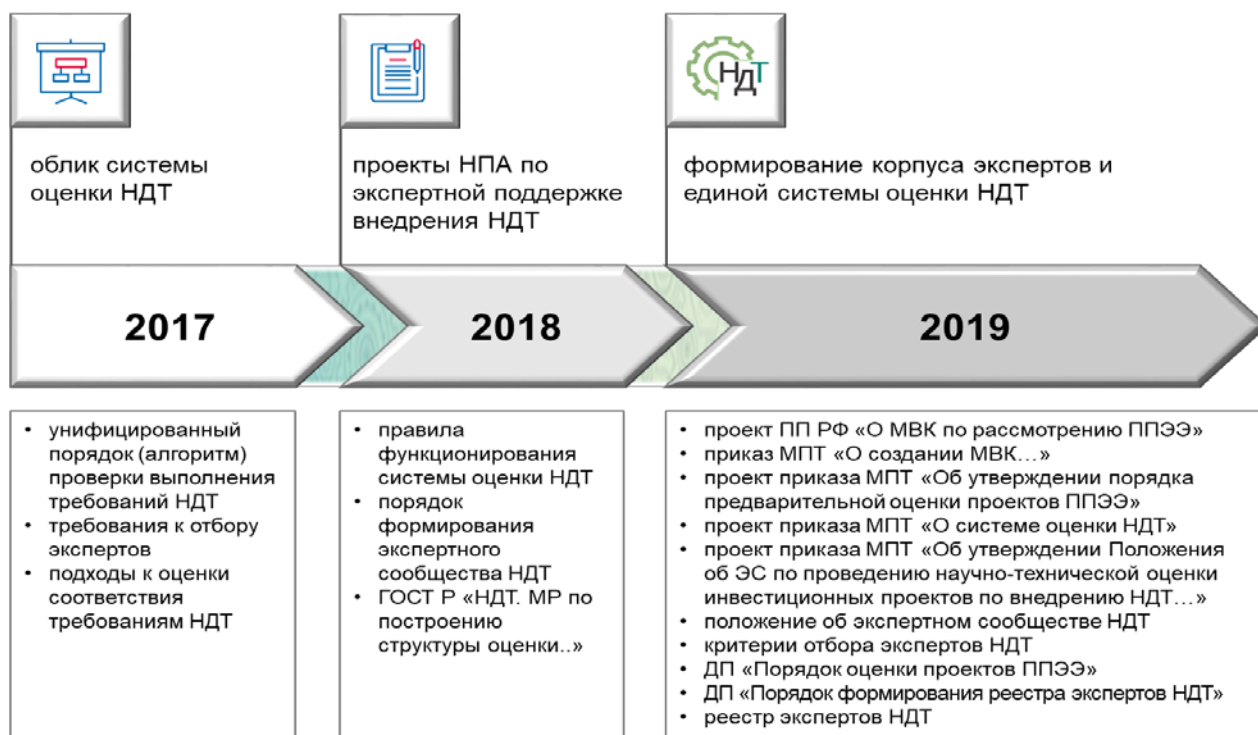 НДТ
облик системы
оценки НДТ
проекты НПА по
экспертной поддержке
внедрения НДТ
формирование корпуса экспертов и
единой системы оценки НДТ
2017
2018
2019
• унифицированный
порядок (алгоритм)
проверки выполнения
требований НДТ
• требования к отбору
экспертов
• подходы к оценки
соответствия
требованиям НДТ
• правила
функционирования
системы оценки НДТ
• порядок
формирования
экспертного
сообщества НДТ
• ГОСТ Р «НДТ. МР по
построению
структуры оценки..»
• проект ПП РФ «О МВК по рассмотрению ППЭЭ»
• приказ МПТ «О создании МВК…»
• проект приказа МПТ «Об утверждении порядка
предварительной оценки проектов ППЭЭ»
• проект приказа МПТ «О системе оценки НДТ»
• проект приказа МПТ «Об утверждении Положения
об ЭС по проведению научно-технической оценки
инвестиционных проектов по внедрению НДТ…»
• положение об экспертном сообществе НДТ
• критерии отбора экспертов НДТ
• ДП «Порядок оценки проектов ППЭЭ»
• ДП «Порядок формирования реестра экспертов НДТ»
• реестр экспертов НДТ